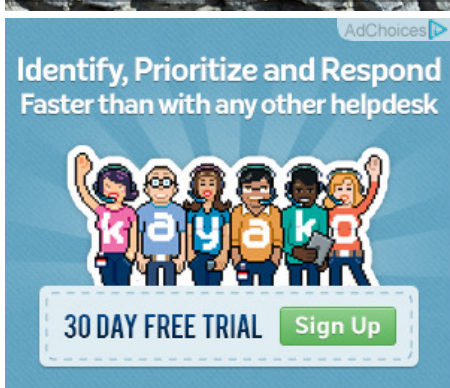 AdChoices
Identify, Prioritize and Respond
Faster than with any other helpdesk
kayako
30 DAY FREE TRIAL Sign Up